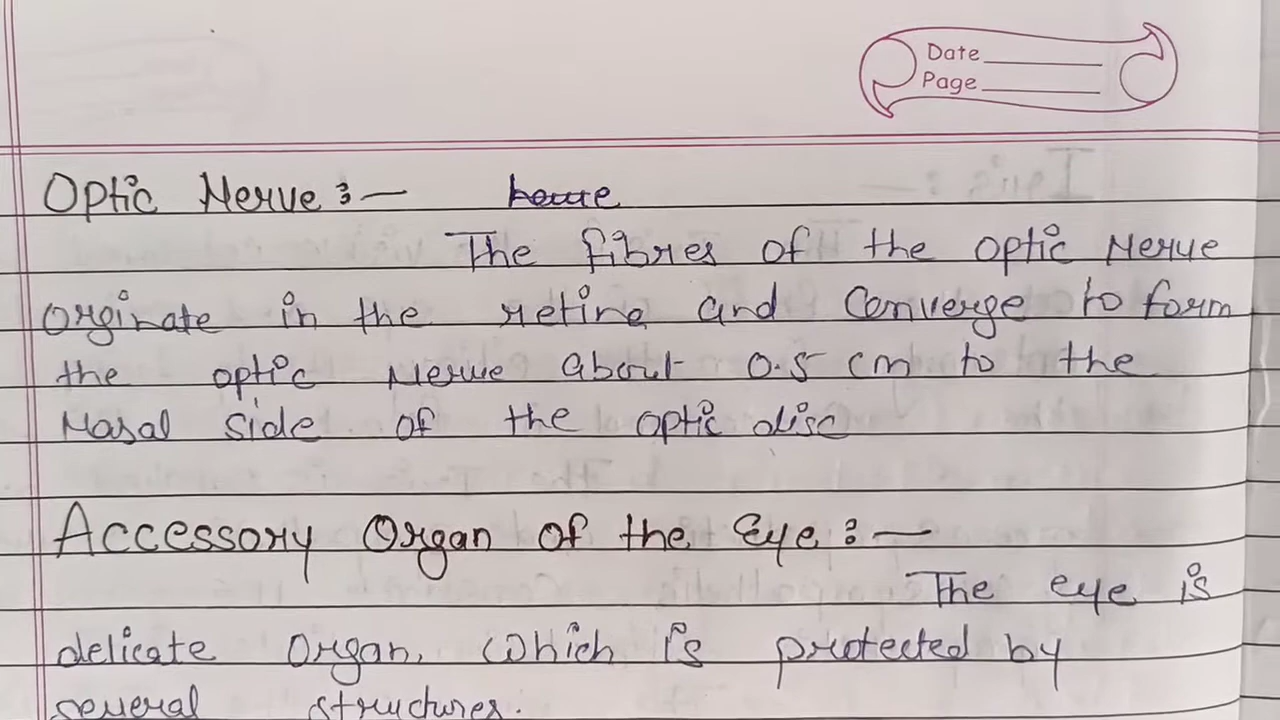 Date
Page
Optic Nerve :-
The fibres of the optic Nerve
Orginate in the retina and Converge to form
the optic Nerve about 0.5 cm to the
Nasal side of the optic disc
Accessory Organ of the Eye :-
The eye is
delicate organ, which is protected by
several structures.